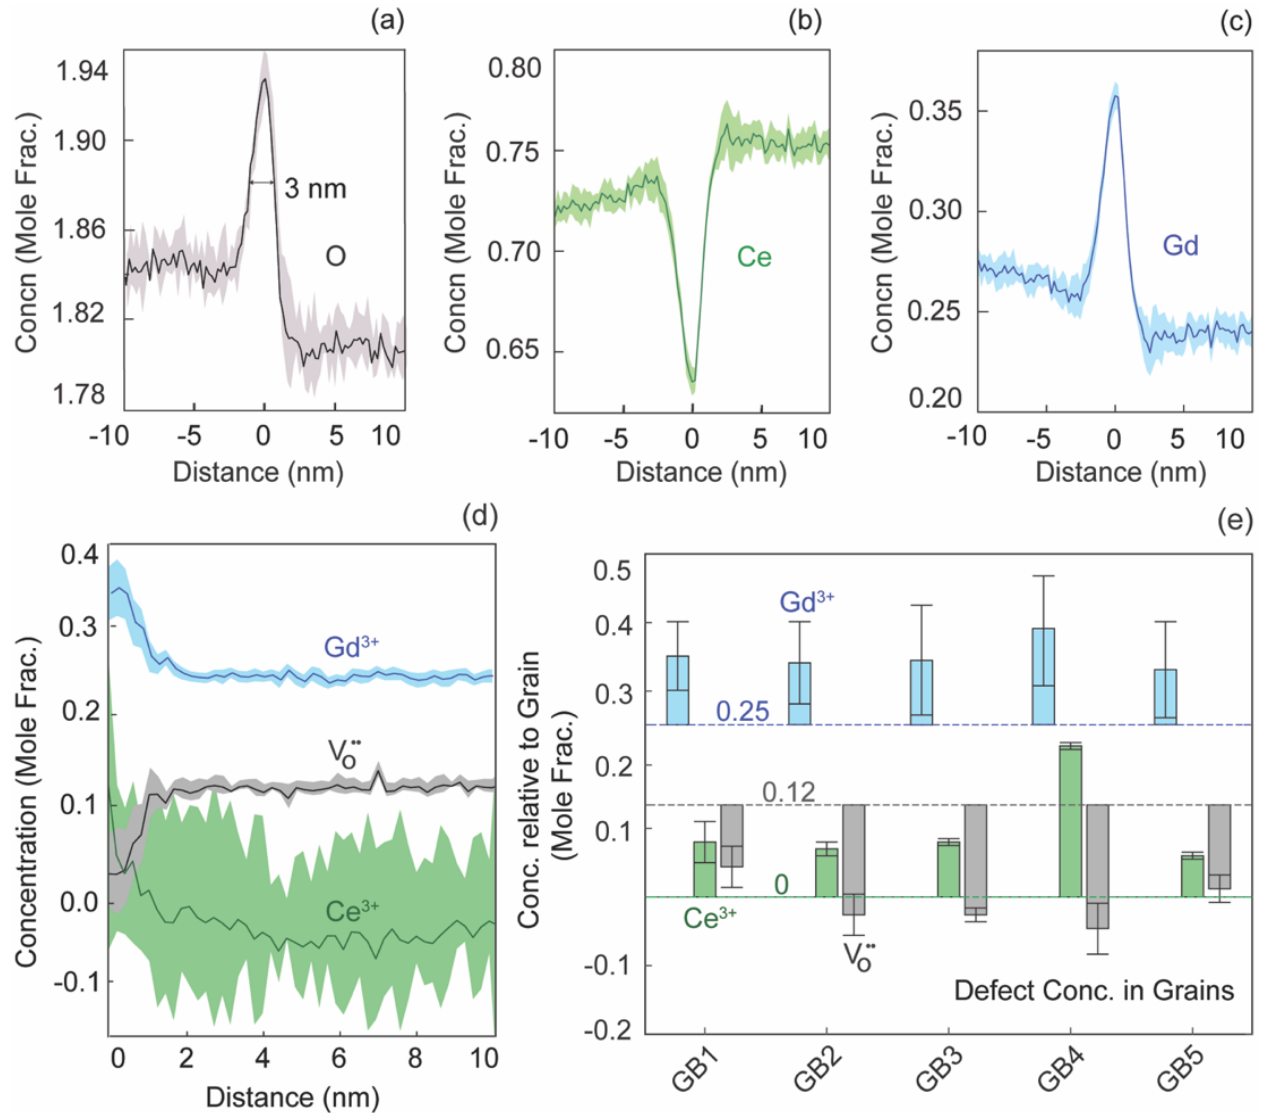 (a)
Concn (Mole Frac.)
1.94
1.90
1.86
1.82
1.78
3 nm
O
-10 -5 0 5 10
Distance (nm)
(b)
Concn (Mole Frac.)
0.80
0.75
0.70
0.65
Ce
-10 -5 0 5 10
Distance (nm)
(c)
Concn (Mole Frac.)
0.35
0.30
0.25
0.20
Gd
-10 -5 0 5 10
Distance (nm)
(d)
Concentration (Mole Frac.)
0.4
0.3
0.2
0.1
0.0
-0.1
Gd³⁺
V_O^••
Ce³⁺
0 2 4 6 8 10
Distance (nm)
(e)
Conc. relative to Grain
(Mole Frac.)
0.5
0.4
0.3
0.2
0.1
-0.1
-0.2
Gd³⁺
0.25
0.12
0
Ce³⁺
V_O^••
Defect Conc. in Grains
GB1 GB2 GB3 GB4 GB5